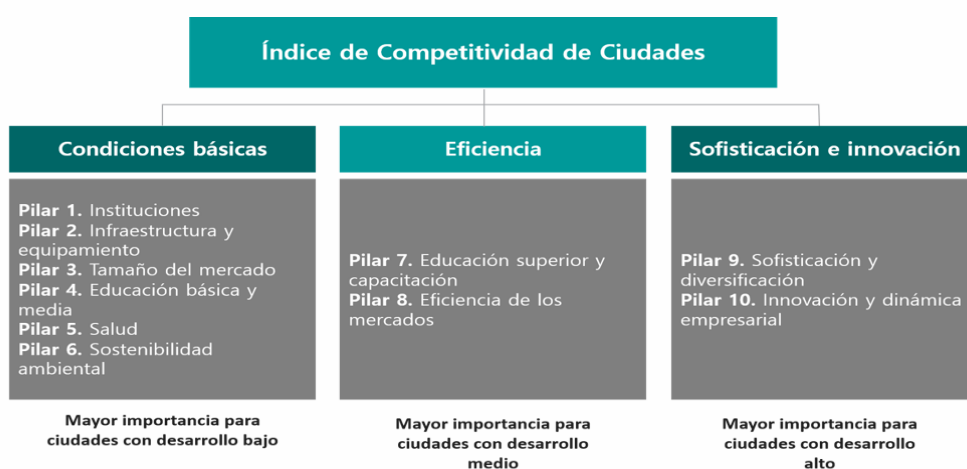 Índice de Competitividad de Ciudades
Condiciones básicas
Pilar 1. Instituciones
Pilar 2. Infraestructura y
equipamiento
Pilar 3. Tamaño del mercado
Pilar 4. Educación básica y
media
Pilar 5. Salud
Pilar 6. Sostenibilidad
ambiental
Mayor importancia para
ciudades con desarrollo bajo
Eficiencia
Pilar 7. Educación superior y
capacitación
Pilar 8. Eficiencia de los
mercados
Mayor importancia para
ciudades con desarrollo
medio
Sofisticación e innovación
Pilar 9. Sofisticación y
diversificación
Pilar 10. Innovación y dinámica
empresarial
Mayor importancia para
ciudades con desarrollo
alto